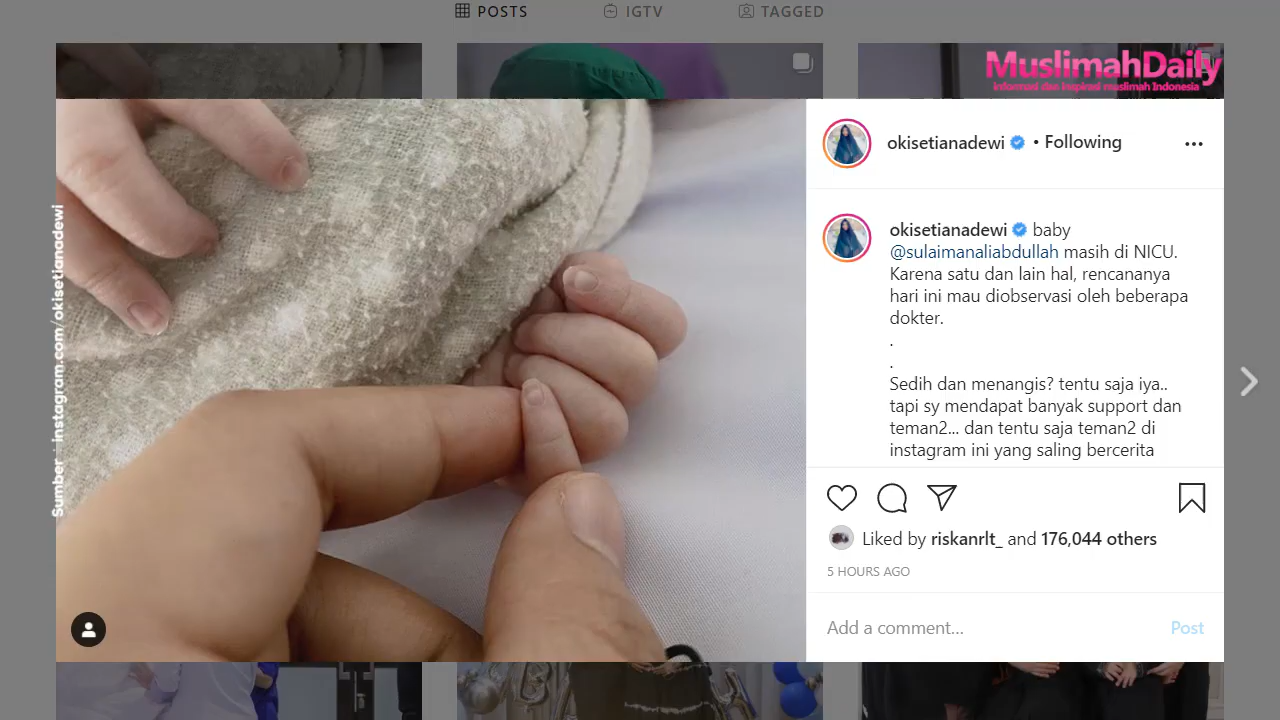 POSTS
IGTV
TAGGED
MuslimahDaily
informasi dan inspirasi muslimah Indonesia
Sumber : instagram.com/okisetianadewi
okisetianadewi • Following
okisetianadewi baby
@sulaimanaliabdullah masih di NICU.
Karena satu dan lain hal, rencananya
hari ini mau diobservasi oleh beberapa
dokter.
.
.
Sedih dan menangis? tentu saja iya..
tapi sy mendapat banyak support dan
teman2... dan tentu saja teman2 di
instagram ini yang saling bercerita
Liked by riskanrlt_ and 176,044 others
5 HOURS AGO
Add a comment...
Post